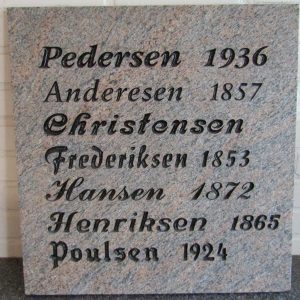 Pedersen 1936
Anderesen 1857
Christensen
Frederiksen 1853
Hansen 1872
Henriksen 1865
Poulsen 1924